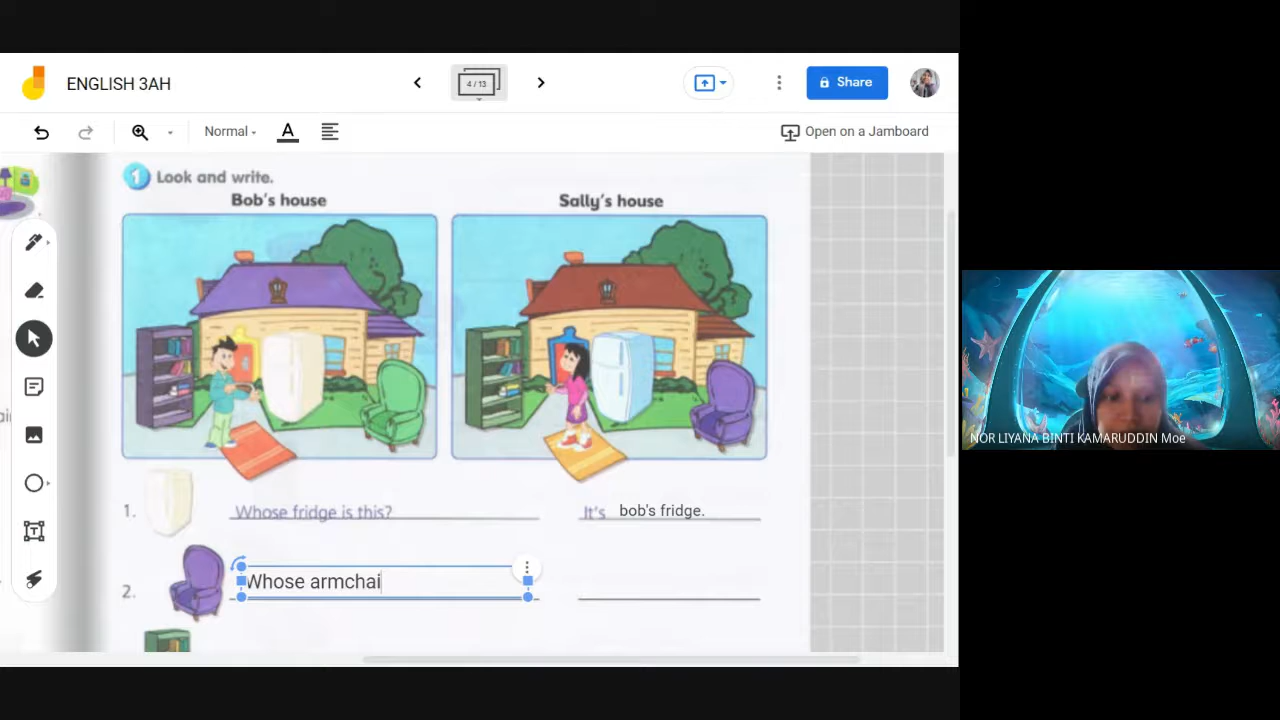 ENGLISH 3AH
4 / 13
Share
Normal
A
Open on a Jamboard
1 Look and write.
Bob's house
Sally's house
1.
Whose fridge is this?
It's bob's fridge.
2.
Whose armchai
T
NOR LIYANA BINTI KAMARUDDIN Moe